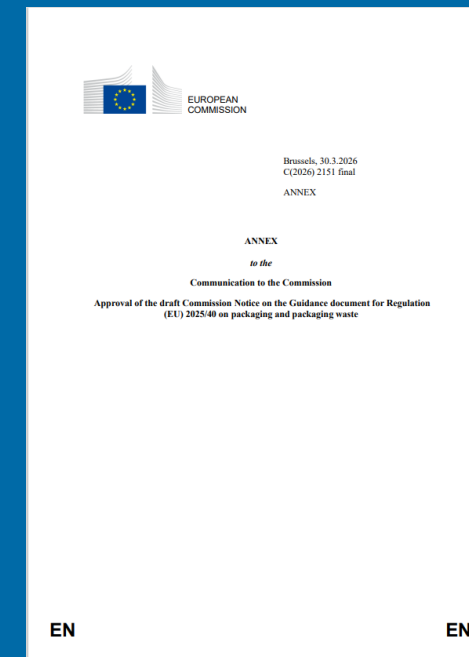 EUROPEAN
COMMISSION
Brussels, 30.3.2026
C(2026) 2151 final
ANNEX
ANNEX
to the
Communication to the Commission
Approval of the draft Commission Notice on the Guidance document for Regulation
(EU) 2025/40 on packaging and packaging waste
EN
EN